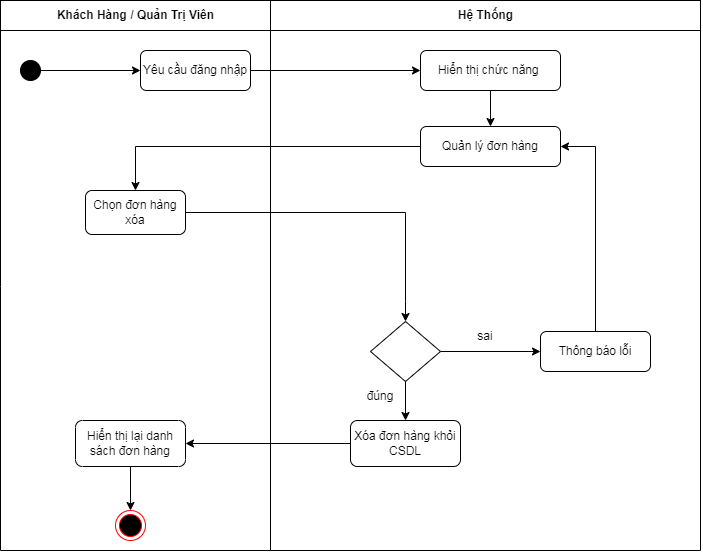 Khách Hàng / Quản Trị Viên
Hệ Thống
Yêu cầu đăng nhập
Hiển thị chức năng
Quản lý đơn hàng
Chọn đơn hàng
xóa
sai
Thông báo lỗi
đúng
Xóa đơn hàng khỏi
CSDL
Hiển thị lại danh
sách đơn hàng